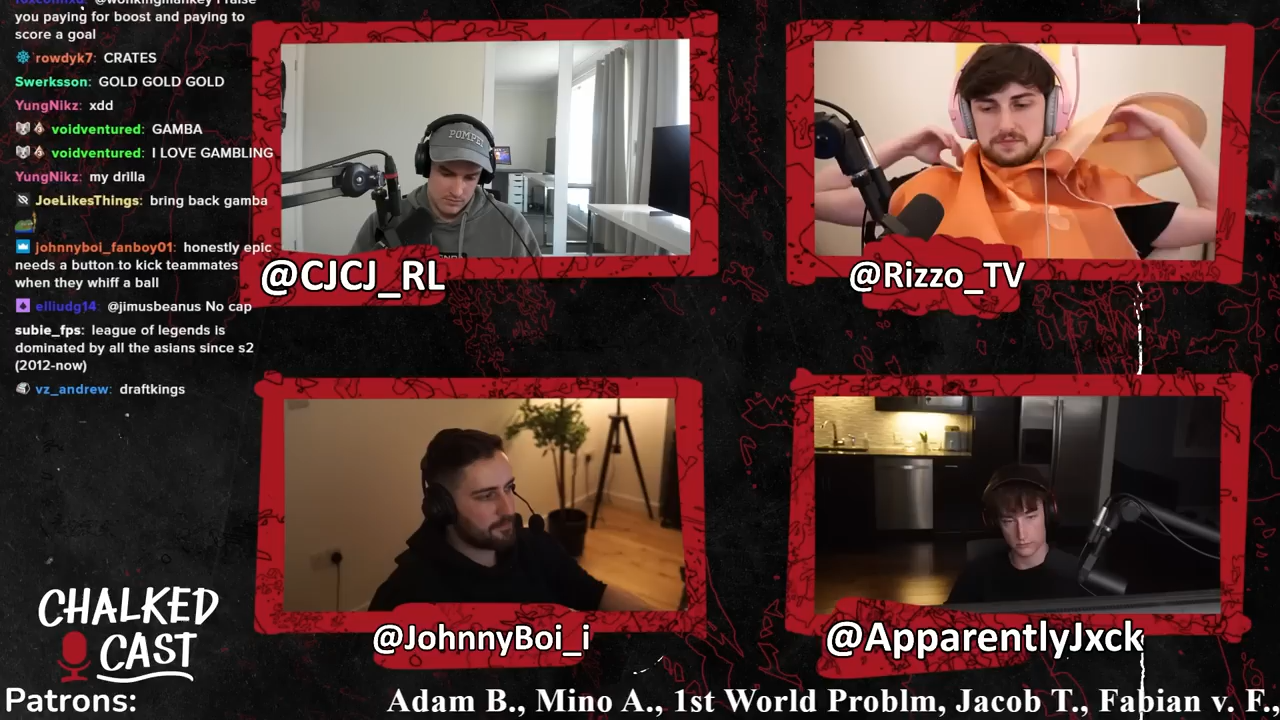 you paying for boost and paying to
score a goal
rowdyk7: CRATES
Swerksson: GOLD GOLD GOLD
YungNikz: xdd
voidventured: GAMBA
voidventured: I LOVE GAMBLING
YungNikz: my drilla
JoeLikesThings: bring back gamba
johnnyboi_fanboy01: honestly epic
needs a button to kick teammates
when they whiff a ball
elliudg14: @jimusbeanus No cap
subie_fps: league of legends is
dominated by all the asians since s2
(2012-now)
vz_andrew: draftkings
POMPEI
@CJCJ_RL
@Rizzo_TV
@JohnnyBoi_i
@ApparentlyJxck
CHALKED
CAST
Patrons:
Adam B., Mino A., 1st World Problm, Jacob T., Fabian v. F.,